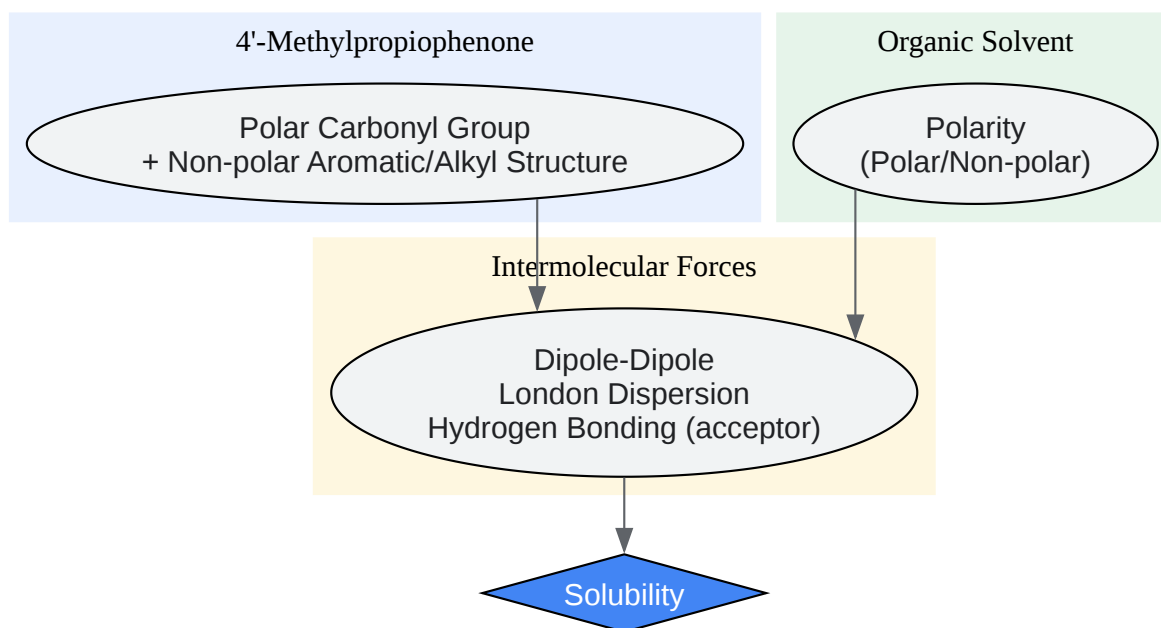 4'-Methylpropiophenone
Organic Solvent
Polar Carbonyl Group
+ Non-polar Aromatic/Alkyl Structure
Polarity
(Polar/Non-polar)
Intermolecular Forces
Dipole-Dipole
London Dispersion
Hydrogen Bonding (acceptor)
Solubility